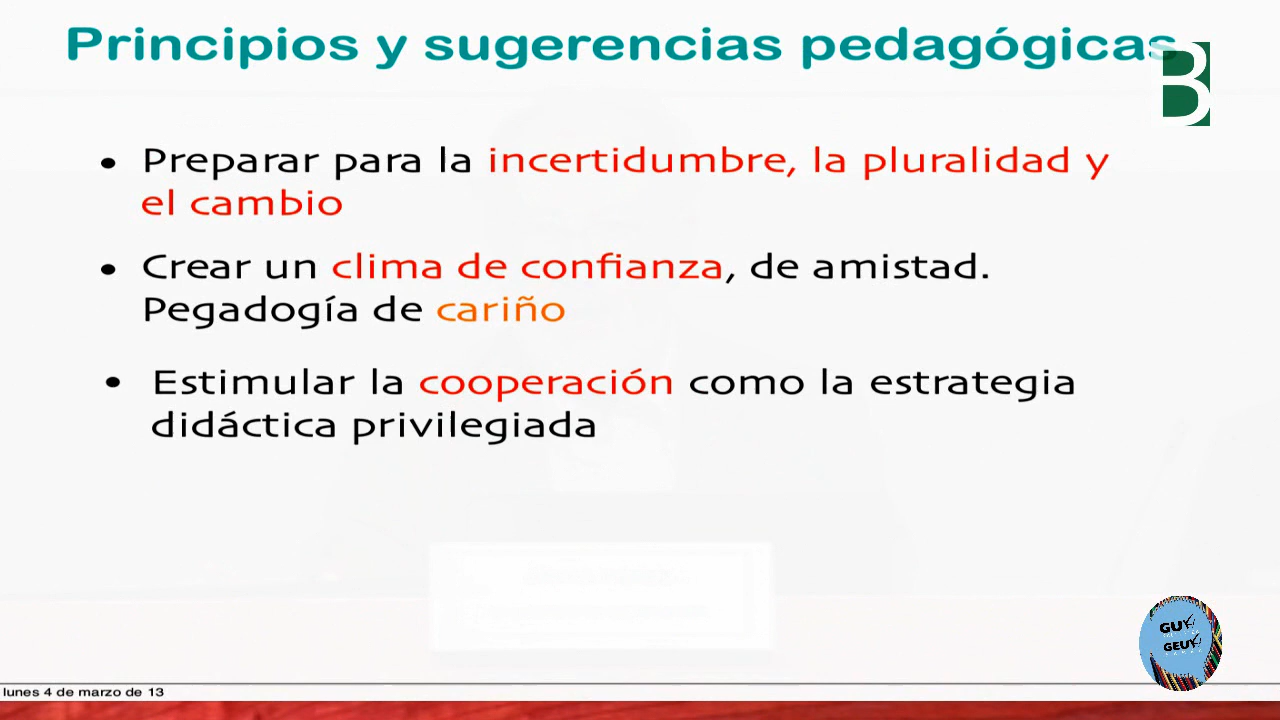 Principios y sugerencias pedagógicas
B
• Preparar para la incertidumbre, la pluralidad y
el cambio
• Crear un clima de confianza, de amistad.
Pegadogía de cariño
• Estimular la cooperación como la estrategia
didáctica privilegiada
GUY
GEUY
lunes 4 de marzo de 13